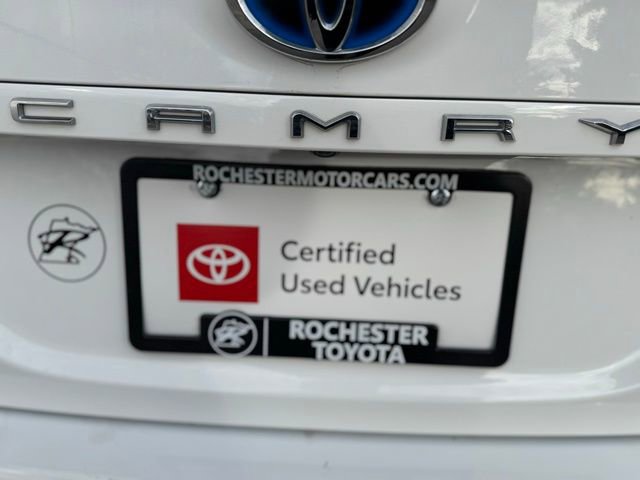 CAMRY
ROCHESTERMOTORCARS.COM
Certified
Used Vehicles
ROCHESTER
TOYOTA